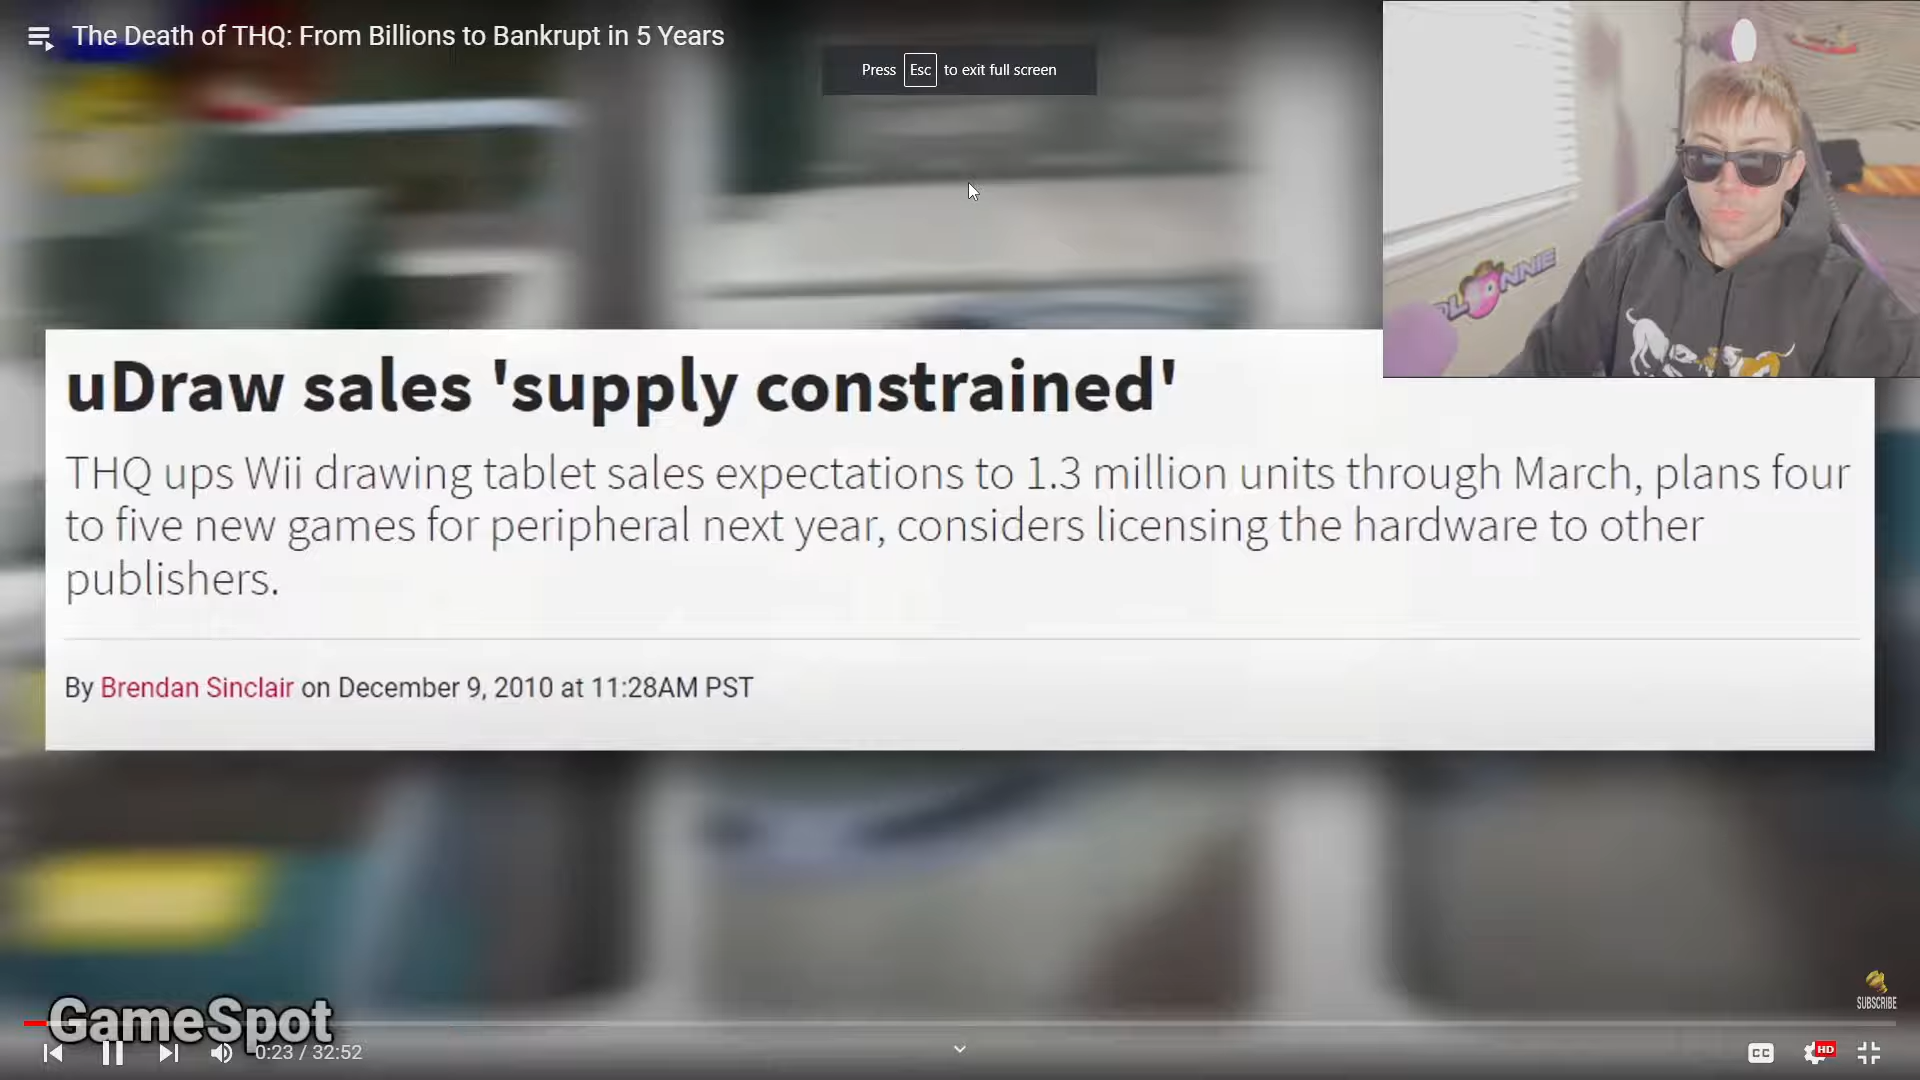 The Death of THQ: From Billions to Bankrupt in 5 Years
Press Esc to exit full screen
uDraw sales 'supply constrained'
THQ ups Wii drawing tablet sales expectations to 1.3 million units through March, plans four
to five new games for peripheral next year, considers licensing the hardware to other
publishers.
By Brendan Sinclair on December 9, 2010 at 11:28AM PST
SUBSCRIBE
GameSpot
0:23 / 32:52
CC
HD